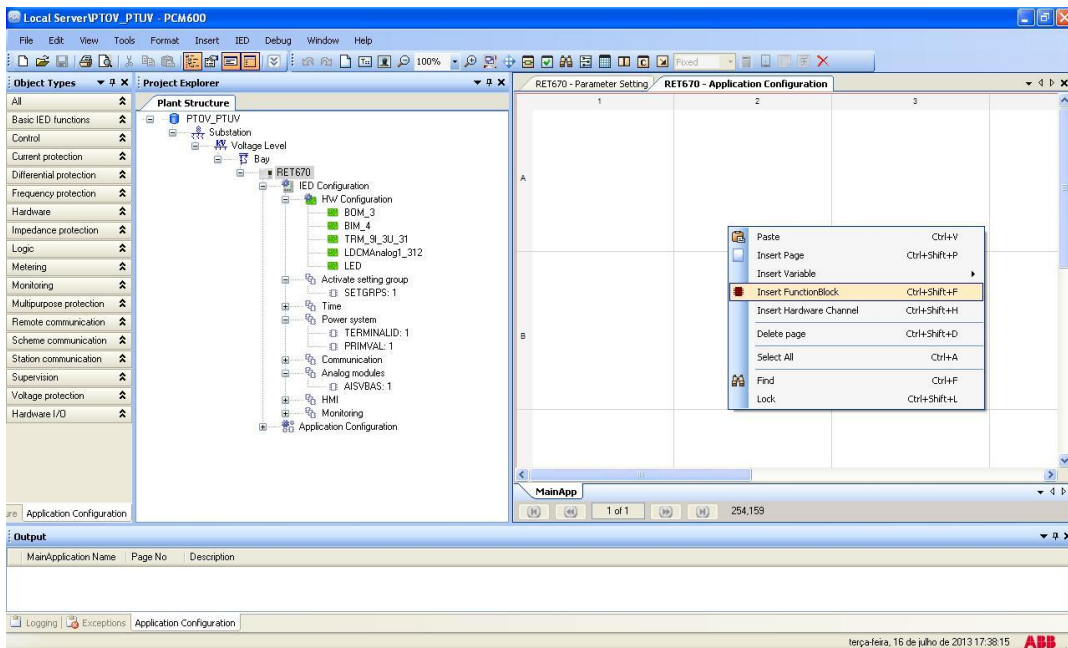 Local Server\PTOV_PTUV - PCM600
File Edit View Tools Format Insert IED Debug Window Help
100% Fixed
Object Types
All
Basic IED functions
Control
Current protection
Differential protection
Frequency protection
Hardware
Impedance protection
Logic
Metering
Monitoring
Multipurpose protection
Remote communication
Scheme communication
Station communication
Supervision
Voltage protection
Hardware I/O
Application Configuration
Project Explorer
Plant Structure
PTOV_PTUV
Substation
Voltage Level
Bay
RET670
IED Configuration
HW Configuration
BOM_3
BIM_4
TRM_9I_3U_31
LDCMAnalog1_312
LED
Activate setting group
SETGRPS: 1
Time
Power system
TERMINALID: 1
PRIMVAL: 1
Communication
Analog modules
AISVBAS: 1
HMI
Monitoring
Application Configuration
RET670 - Parameter Setting RET670 - Application Configuration
1 2 3
A
B
Paste Ctrl+V
Insert Page Ctrl+Shift+P
Insert Variable
Insert FunctionBlock Ctrl+Shift+F
Insert Hardware Channel Ctrl+Shift+H
Delete page Ctrl+Shift+D
Select All Ctrl+A
Find Ctrl+F
Lock Ctrl+Shift+L
MainApp
1 of 1 254,159
Output
MainApplication Name Page No Description
Logging Exceptions Application Configuration
terça-feira, 16 de julho de 2013 17:38:15 ABB